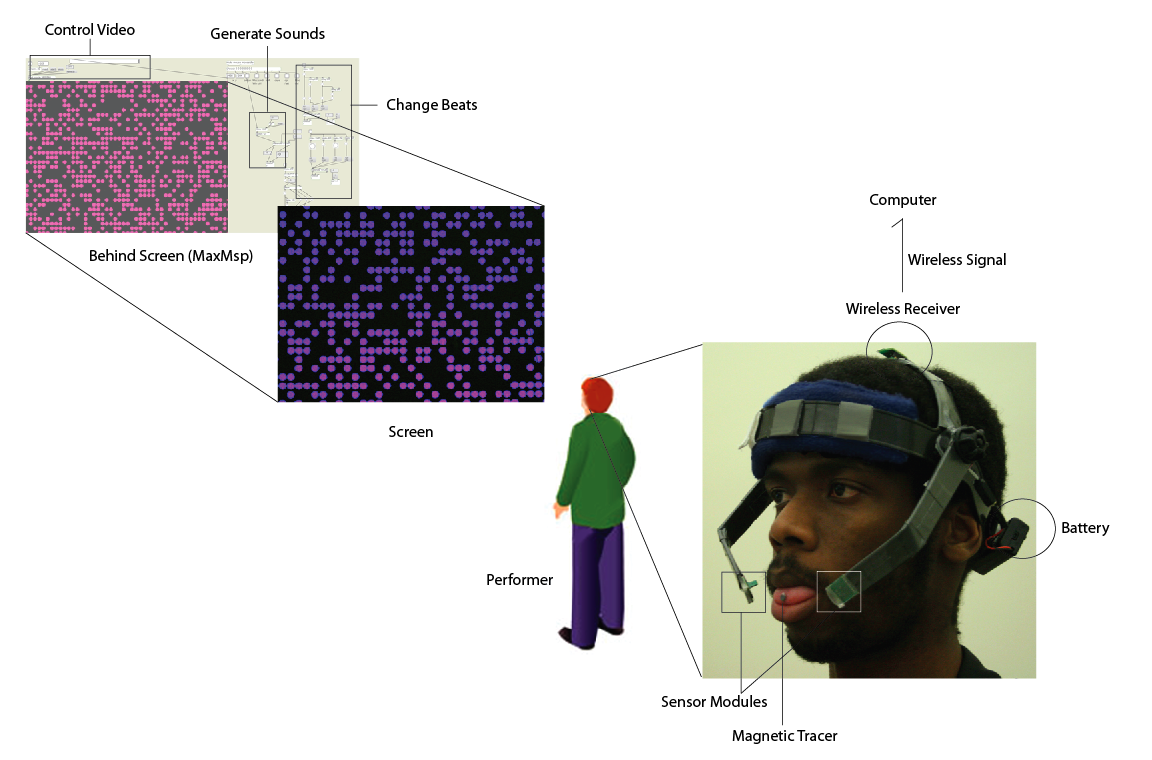 Control Video
Generate Sounds
Change Beats
Behind Screen (MaxMsp)
Screen
Computer
Wireless Signal
Wireless Receiver
Battery
Performer
Sensor Modules
Magnetic Tracer